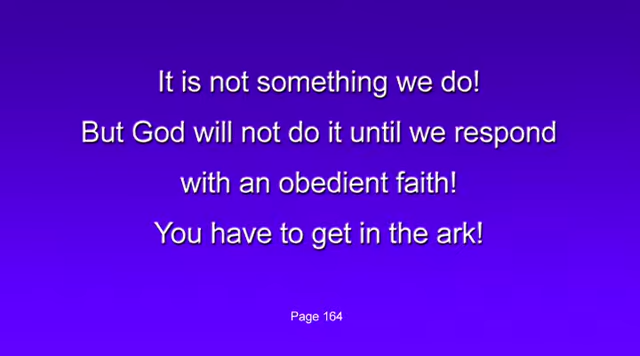 It is not something we do!
But God will not do it until we respond
with an obedient faith!
You have to get in the ark!
Page 164